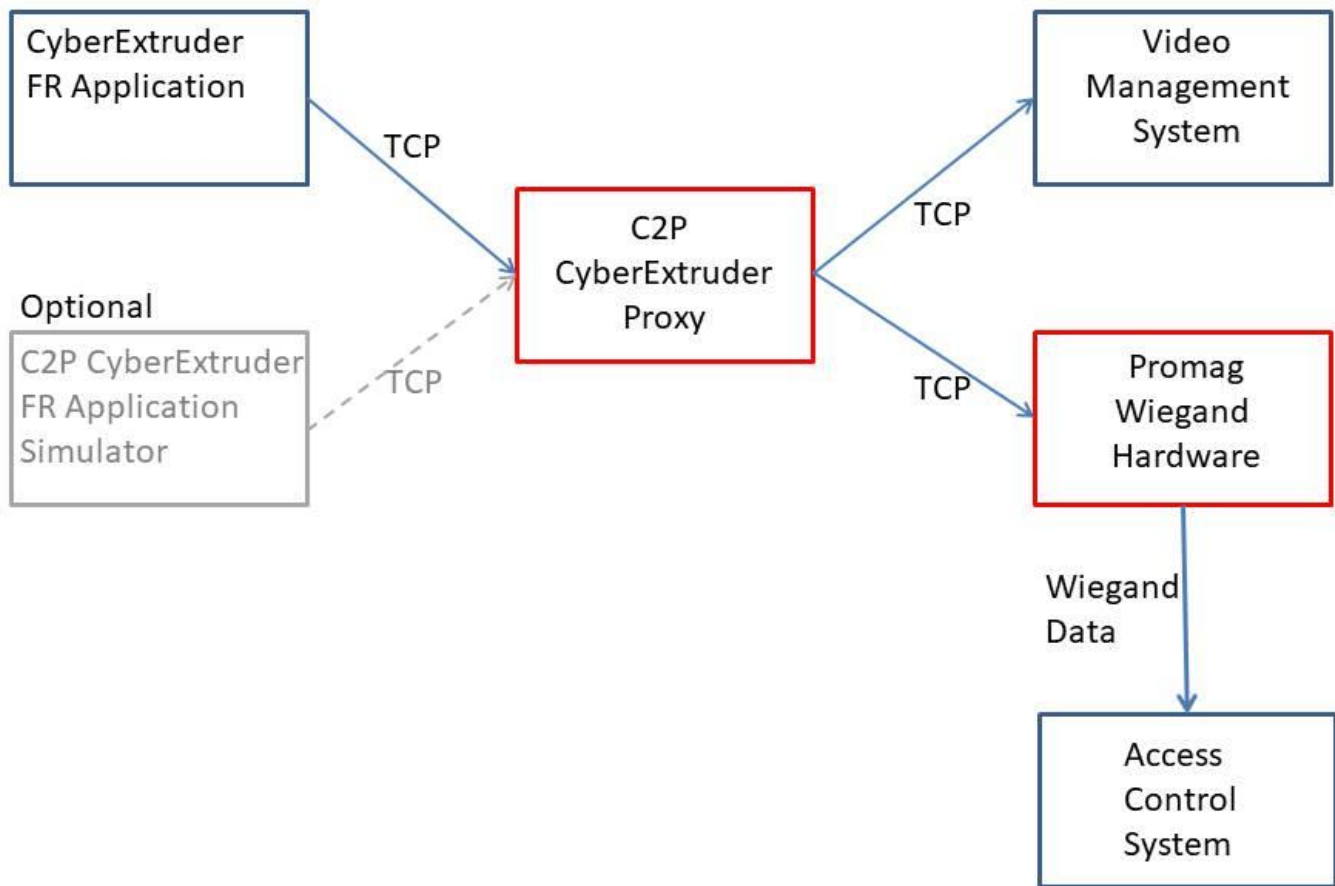 CyberExtruder
FR Application
TCP
Video
Management
System
TCP
C2P
CyberExtruder
Proxy
Optional
C2P CyberExtruder
FR Application
Simulator
TCP
TCP
Promag
Wiegand
Hardware
Wiegand
Data
Access
Control
System